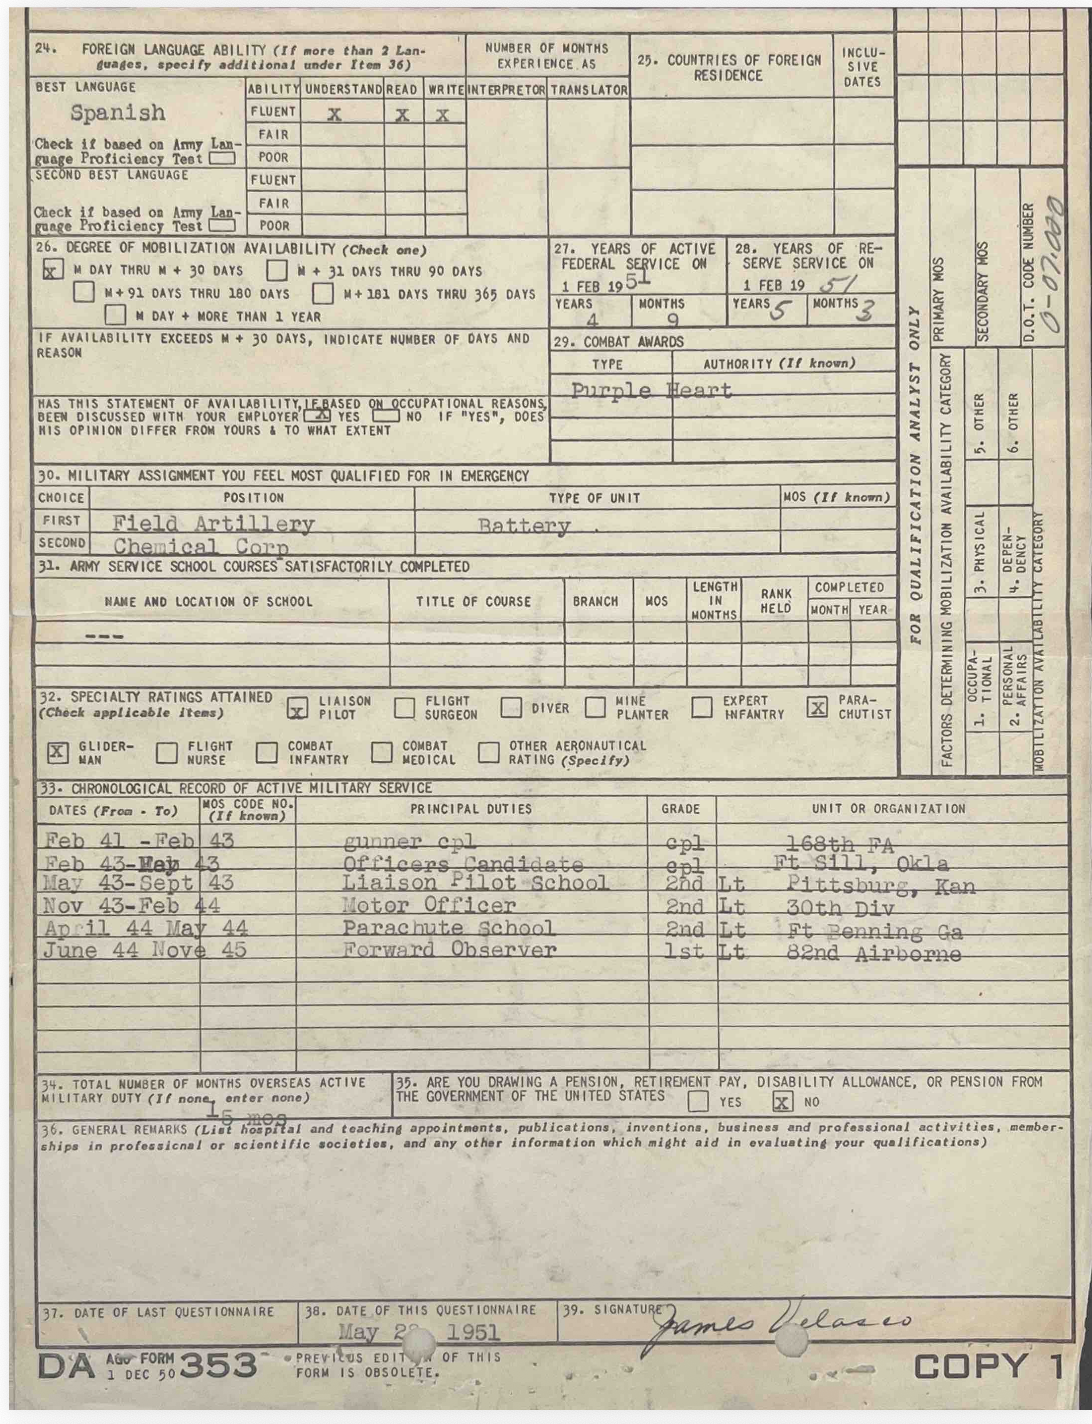 24. FOREIGN LANGUAGE ABILITY (If more than 2 Lan-
guages, specify additional under Item 36)
NUMBER OF MONTHS
EXPERIENCE AS
25. COUNTRIES OF FOREIGN
RESIDENCE
INCLU-
SIVE
DATES
BEST LANGUAGE
ABILITY UNDERSTAND READ WRITE INTERPRETOR TRANSLATOR
Spanish
FLUENT X X X
Check if based on Army Lan-
guage Proficiency Test
FAIR
POOR
SECOND BEST LANGUAGE
FLUENT
FAIR
Check if based on Army Lan-
guage Proficiency Test
POOR
26. DEGREE OF MOBILIZATION AVAILABILITY (Check one)
X M DAY THRU M + 30 DAYS M + 31 DAYS THRU 90 DAYS
M+91 DAYS THRU 180 DAYS M+181 DAYS THRU 365 DAYS
M DAY + MORE THAN 1 YEAR
27. YEARS OF ACTIVE
FEDERAL SERVICE ON
1 FEB 1951
YEARS MONTHS
4 9
28. YEARS OF RE-
SERVE SERVICE ON
1 FEB 19 51
YEARS 5 MONTHS 3
IF AVAILABILITY EXCEEDS M + 30 DAYS, INDICATE NUMBER OF DAYS AND
REASON
29. COMBAT AWARDS
TYPE AUTHORITY (If known)
Purple Heart
HAS THIS STATEMENT OF AVAILABILITY, IF BASED ON OCCUPATIONAL REASONS,
BEEN DISCUSSED WITH YOUR EMPLOYER X YES NO IF "YES", DOES
HIS OPINION DIFFER FROM YOURS & TO WHAT EXTENT
30. MILITARY ASSIGNMENT YOU FEEL MOST QUALIFIED FOR IN EMERGENCY
CHOICE POSITION TYPE OF UNIT MOS (If known)
FIRST Field Artillery Battery .
SECOND Chemical Corp
31. ARMY SERVICE SCHOOL COURSES SATISFACTORILY COMPLETED
NAME AND LOCATION OF SCHOOL TITLE OF COURSE BRANCH MOS
LENGTH
IN
MONTHS
RANK
HELD
COMPLETED
MONTH YEAR
---
32. SPECIALTY RATINGS ATTAINED
(Check applicable items)
X LIAISON
PILOT
FLIGHT
SURGEON
DIVER
MINE
PLANTER
EXPERT
INFANTRY
X PARA-
CHUTIST
X GLIDER-
MAN
FLIGHT
NURSE
COMBAT
INFANTRY
COMBAT
MEDICAL
OTHER AERONAUTICAL
RATING (Specify)
FOR QUALIFICATION ANALYST ONLY
PRIMARY MOS
SECONDARY MOS
D.O.T. CODE NUMBER
0-07.000
FACTORS DETERMINING MOBILIZATION AVAILABILITY CATEGORY
1. OCCUPA-
TIONAL
2. PERSONAL
AFFAIRS
3. PHYSICAL
4. DEPEN-
DENCY
5. OTHER
6. OTHER
MOBILIZATION AVAILABILITY CATEGORY
33. CHRONOLOGICAL RECORD OF ACTIVE MILITARY SERVICE
DATES (From - To) MOS CODE NO.
(If known)
PRINCIPAL DUTIES GRADE UNIT OR ORGANIZATION
Feb 41 -Feb 43 gunner cpl cpl 168th FA
Feb 43-May 43 Officers Candidate cpl Ft Sill, Okla
May 43-Sept 43 Liaison Pilot School 2nd Lt Pittsburg, Kan
Nov 43-Feb 44 Motor Officer 2nd Lt 30th Div
April 44 May 44 Parachute School 2nd Lt Ft Benning Ga
June 44 Nove 45 Forward Observer 1st Lt 82nd Airborne
34. TOTAL NUMBER OF MONTHS OVERSEAS ACTIVE
MILITARY DUTY (If none, enter none)
15 mos
35. ARE YOU DRAWING A PENSION, RETIREMENT PAY, DISABILITY ALLOWANCE, OR PENSION FROM
THE GOVERNMENT OF THE UNITED STATES YES X NO
36. GENERAL REMARKS (List hospital and teaching appointments, publications, inventions, business and professional activities, member-
ships in professional or scientific societies, and any other information which might aid in evaluating your qualifications)
37. DATE OF LAST QUESTIONNAIRE
38. DATE OF THIS QUESTIONNAIRE
May 1951
39. SIGNATURE
James Velasco
DA AGO FORM
1 DEC 50 353
PREVIOUS EDITION OF THIS
FORM IS OBSOLETE.
COPY 1